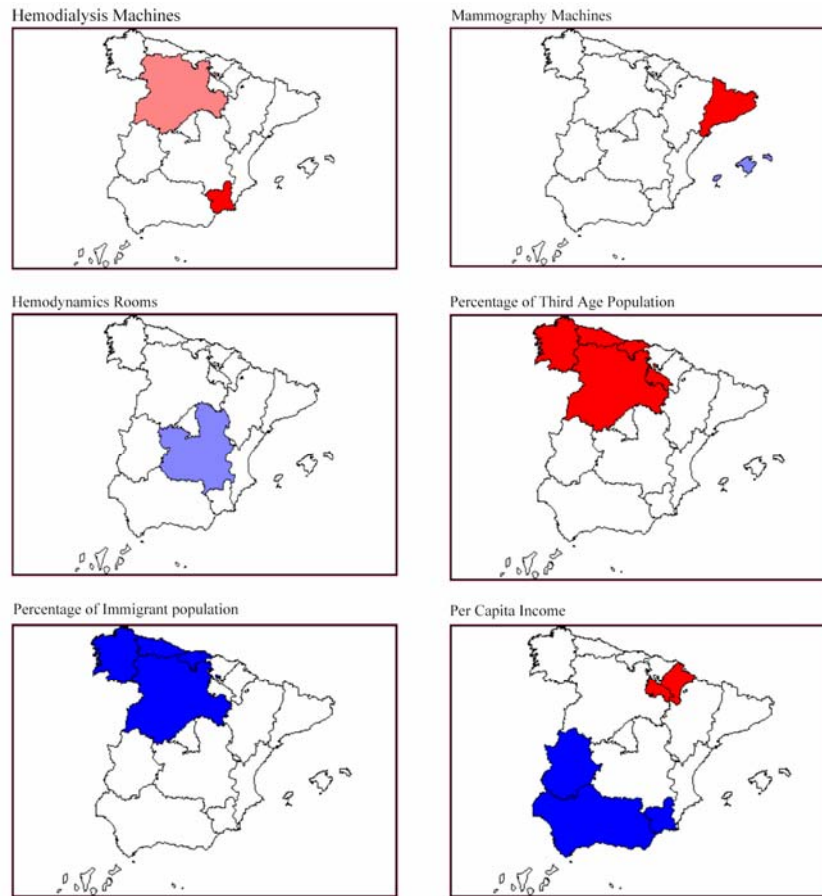 Hemodialysis Machines
Mammography Machines
Hemodynamics Rooms
Percentage of Third Age Population
Percentage of Immigrant population
Per Capita Income